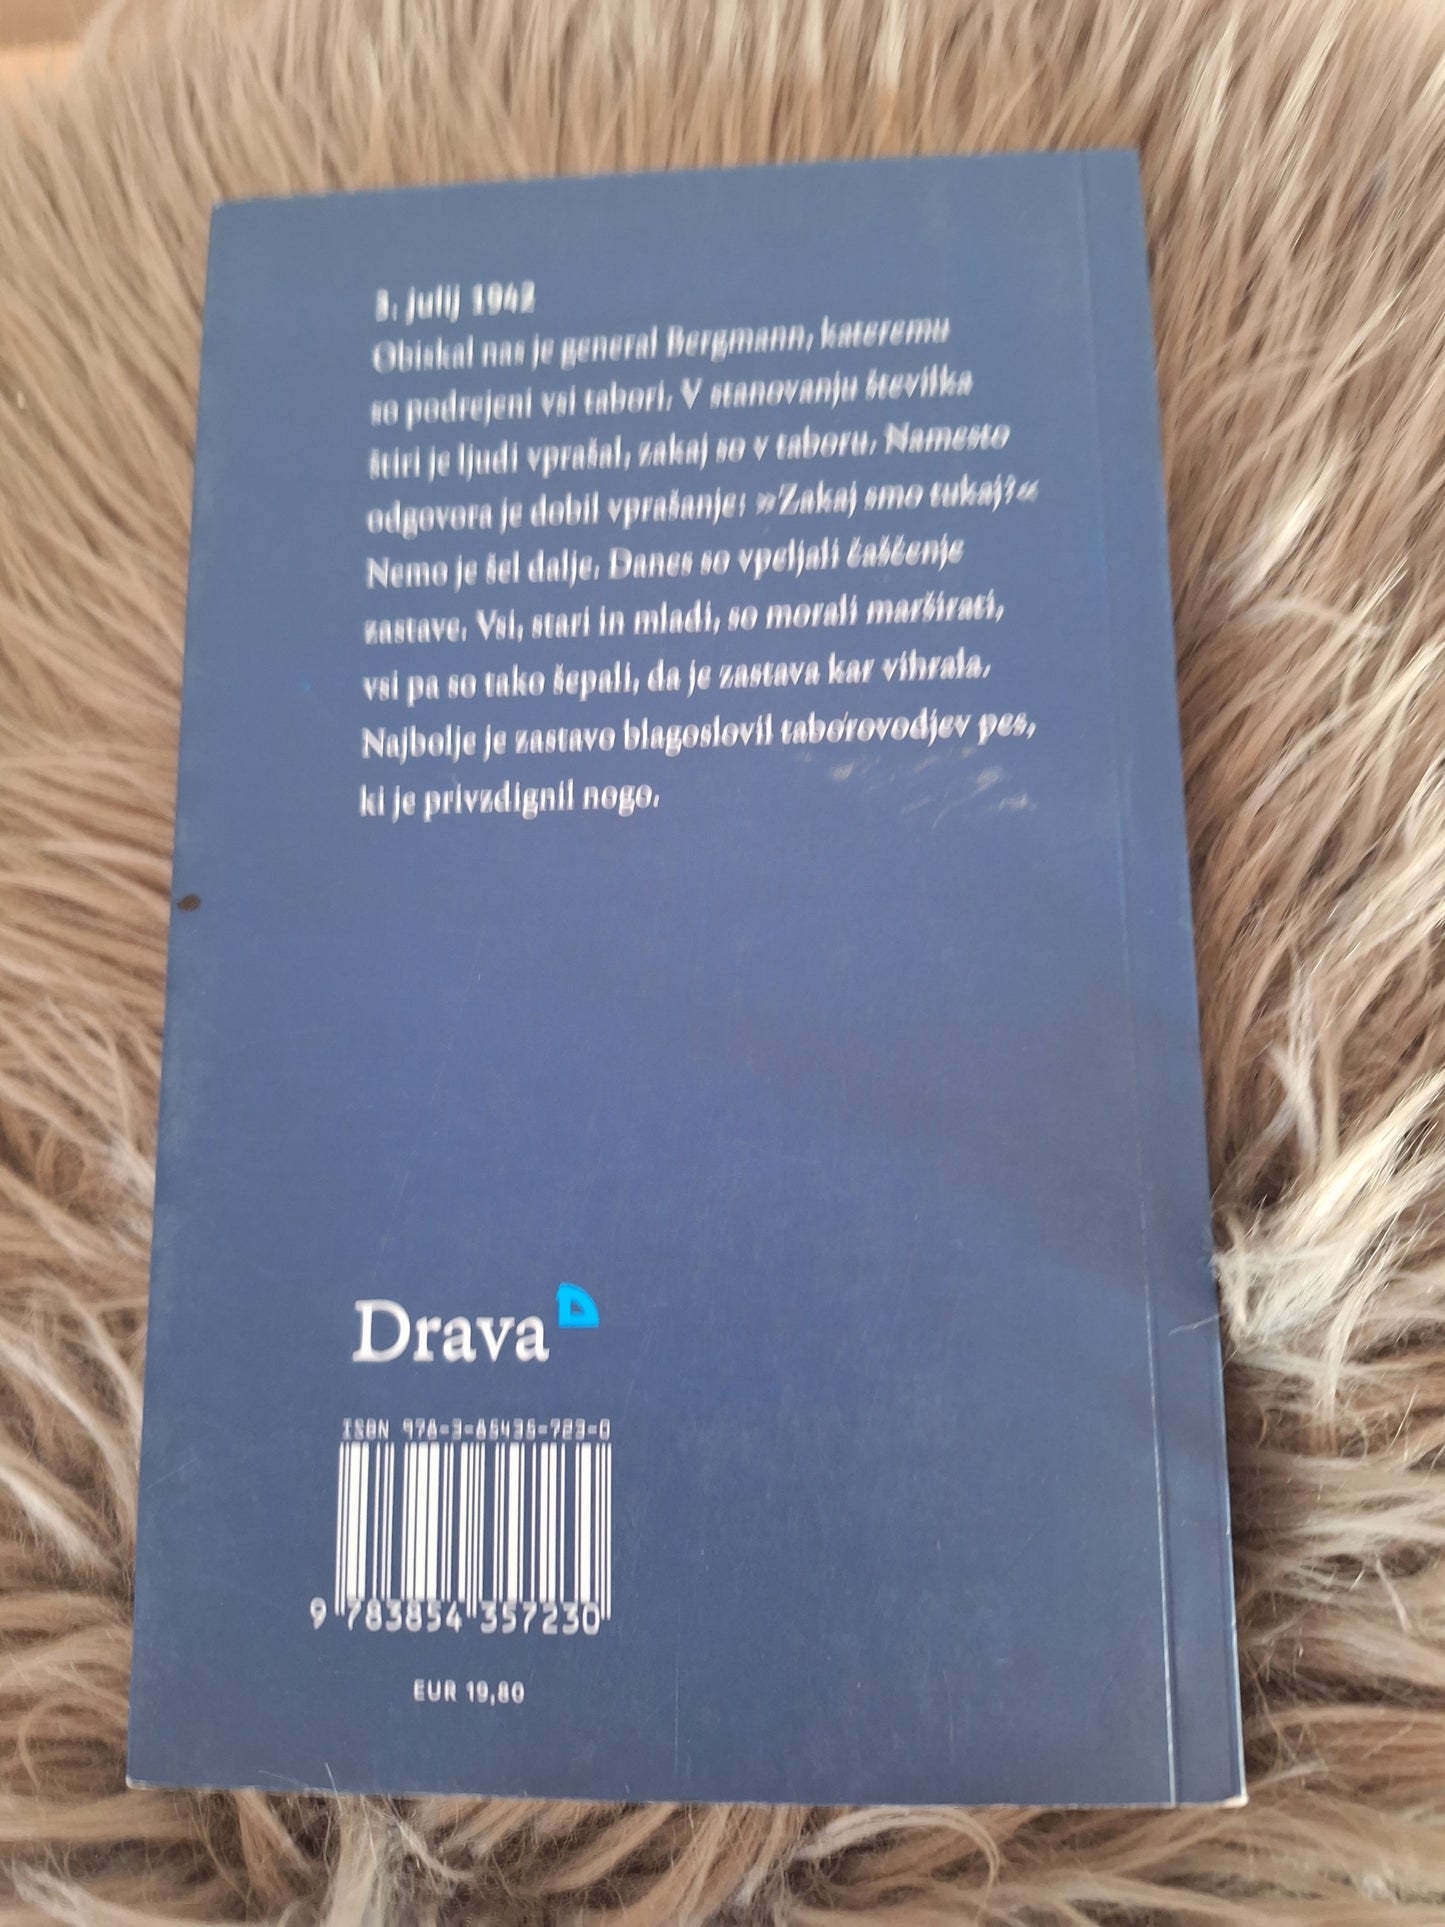 3. julij 1942
Obiskal nas je general Bergmann, kateremu
so podrejeni vsi tabori. V stanovanju številka
štiri je ljudi vprašal, zakaj so v taboru. Namesto
odgovora je dobil vprašanje: »Zakaj smo tukaj?«
Nemo je šel dalje. Danes so vpeljali čaščenje
zastave. Vsi, stari in mladi, so morali marširati,
vsi pa so tako šepali, da je zastava kar vihrala.
Najbolje je zastavo blagoslovil taborovodjev pes,
ki je privzdignil nogo.
Drava
ISBN 978-3-85435-723-0
9 783854 357230
EUR 19,80